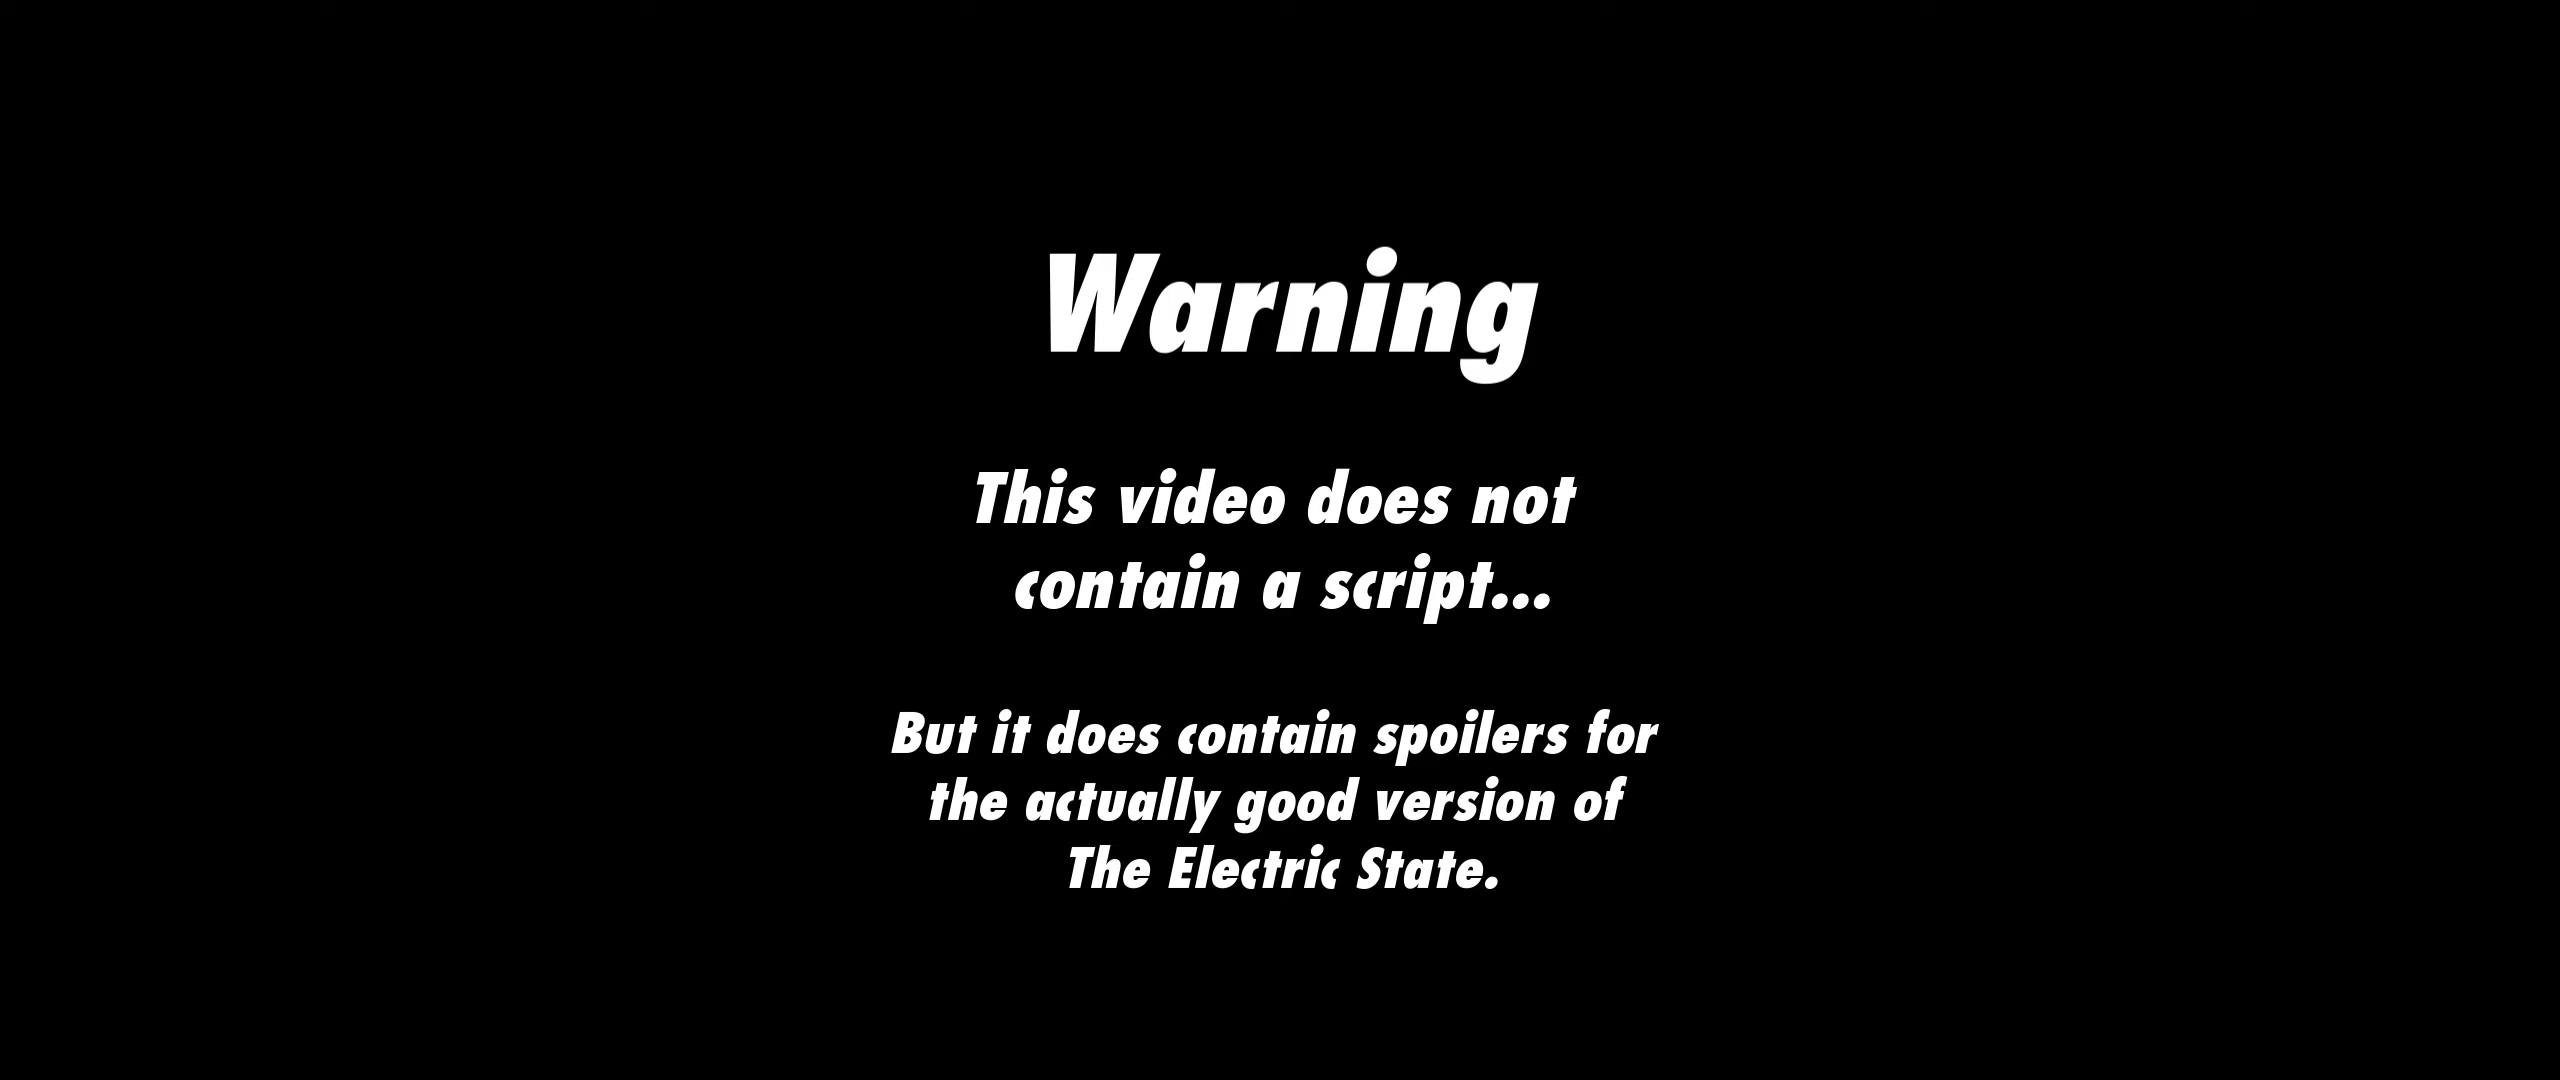 Warning
This video does not
contain a script...
But it does contain spoilers for
the actually good version of
The Electric State.